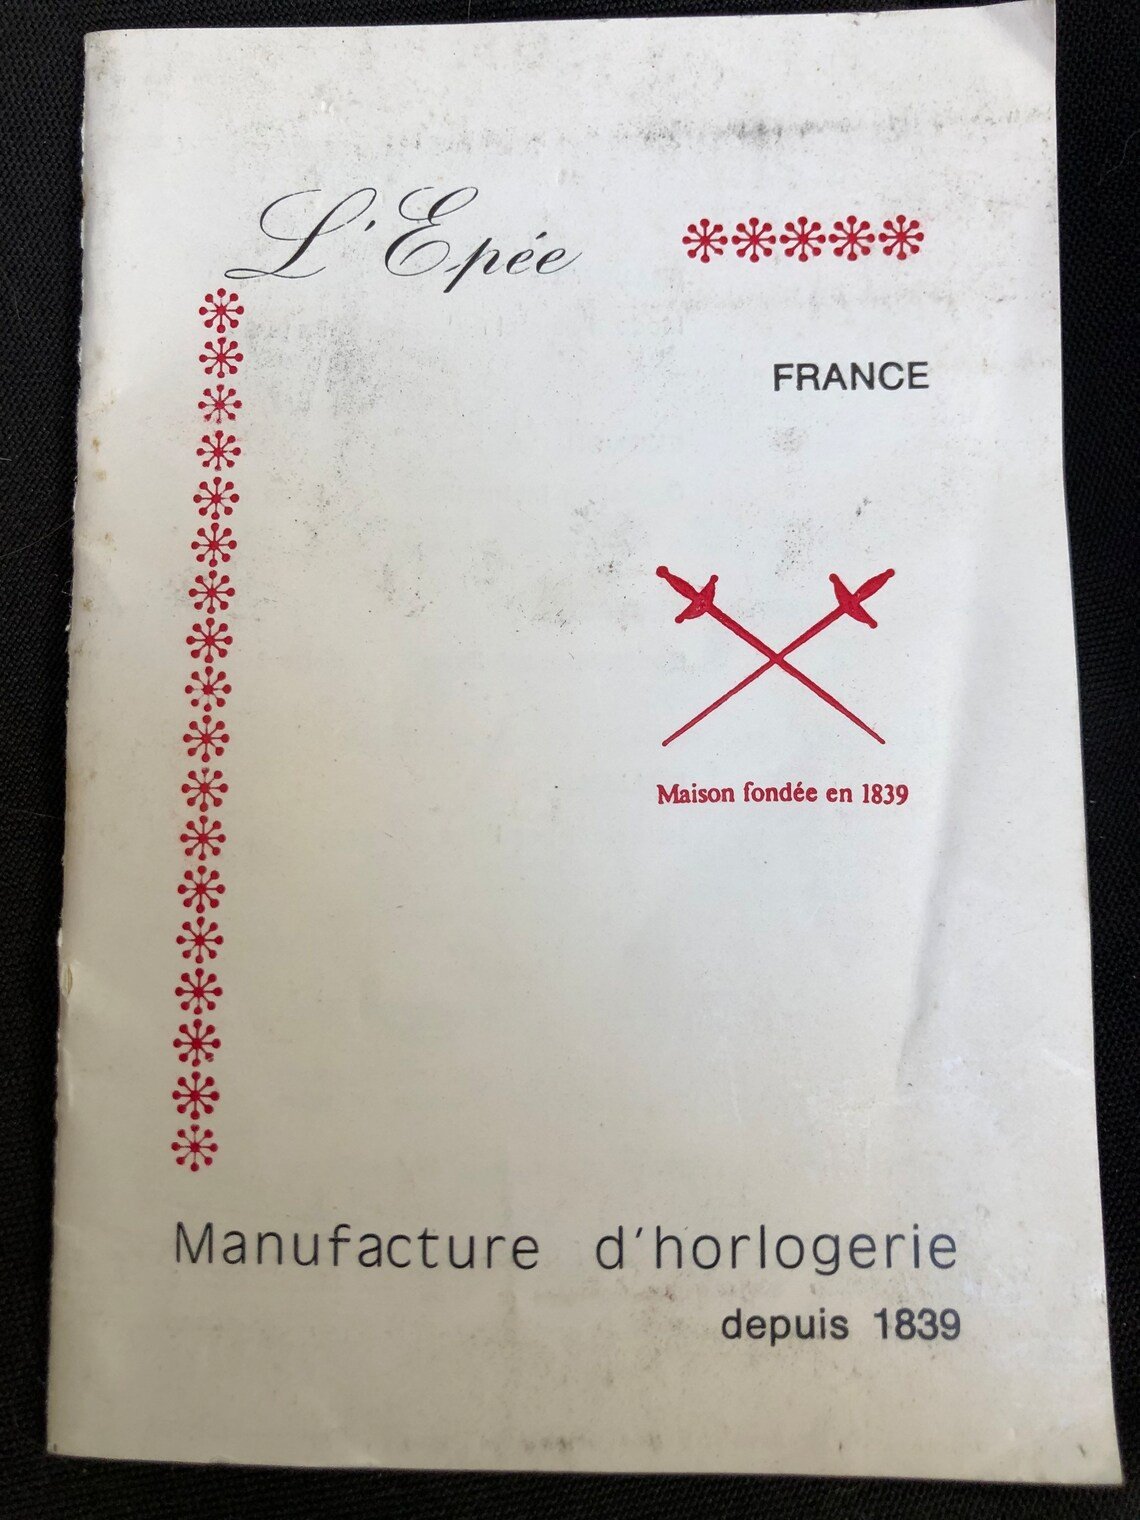 L'Epée
FRANCE
Maison fondée en 1839
Manufacture d'horlogerie
depuis 1839